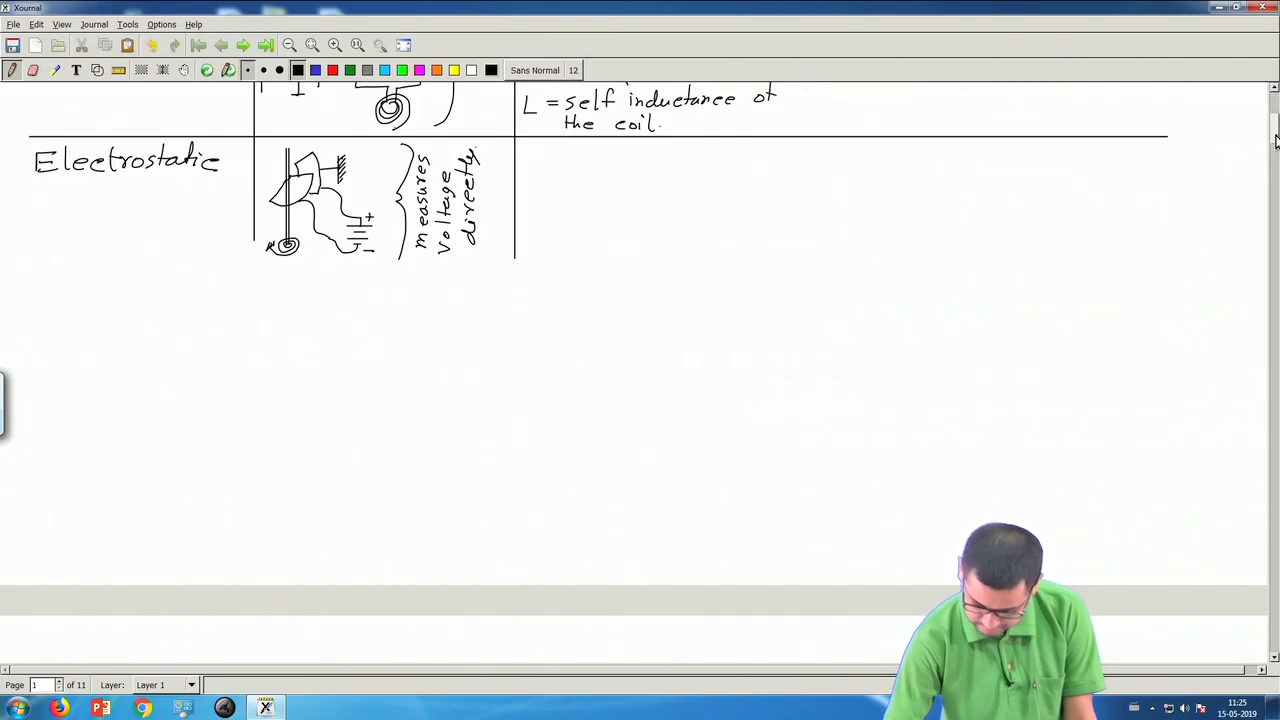 Xournal
File Edit View Journal Tools Options Help
Sans Normal 12
I
L = self inductance of
the coil.
Electrostatic
+
-
measures
voltage
directly.
Page 1 of 11 Layer: Layer 1
11:25
15-05-2019